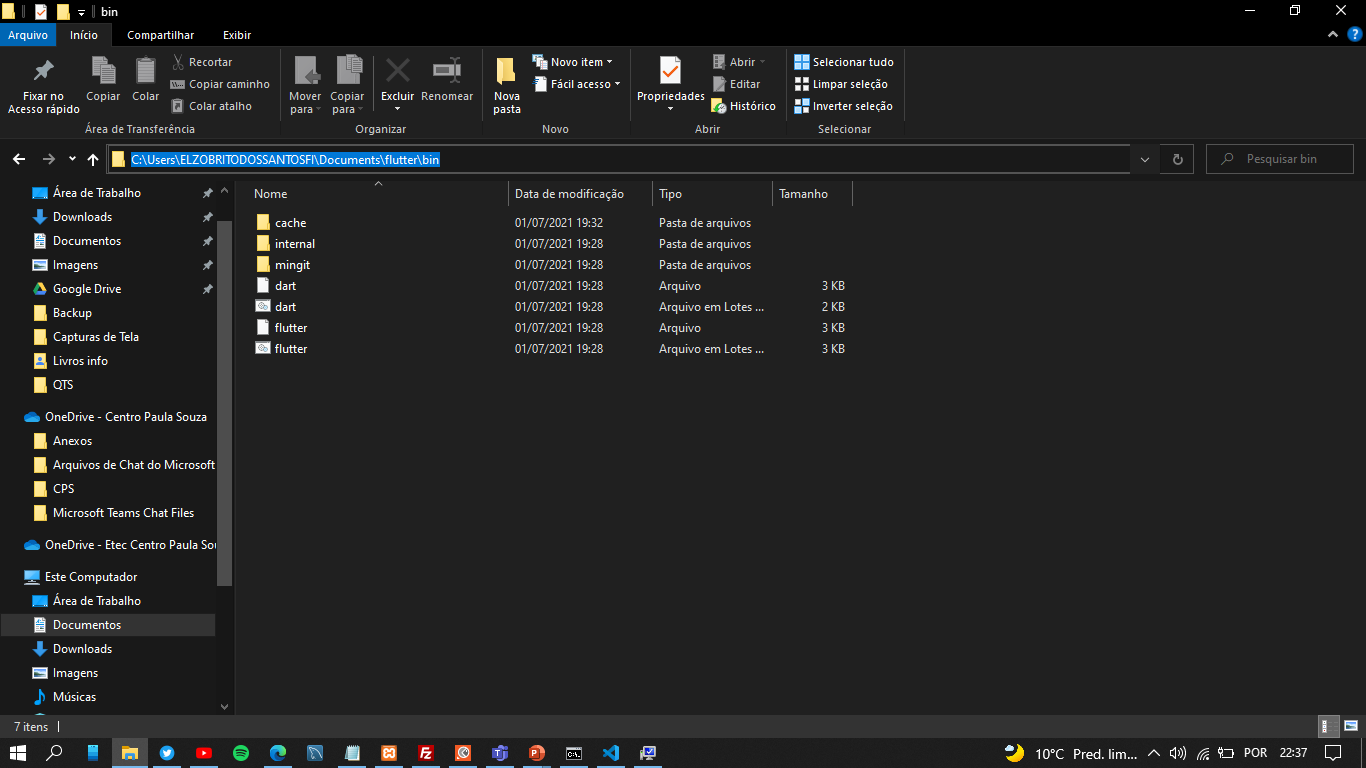 bin
Arquivo Início Compartilhar Exibir
Fixar no Acesso rápido
Copiar
Colar
Recortar
Copiar caminho
Colar atalho
Área de Transferência
Mover para
Copiar para
Excluir
Renomear
Organizar
Nova pasta
Novo item
Fácil acesso
Novo
Propriedades
Abrir
Editar
Histórico
Abrir
Selecionar tudo
Limpar seleção
Inverter seleção
Selecionar
C:\Users\ELZOBRITODOSSANTOSFI\Documents\flutter\bin
Pesquisar bin
Área de Trabalho
Downloads
Documentos
Imagens
Google Drive
Backup
Capturas de Tela
Livros info
QTS
OneDrive - Centro Paula Souza
Anexos
Arquivos de Chat do Microsoft
CPS
Microsoft Teams Chat Files
OneDrive - Etec Centro Paula Sou
Este Computador
Área de Trabalho
Documentos
Downloads
Imagens
Músicas
Nome Data de modificação Tipo Tamanho
cache 01/07/2021 19:32 Pasta de arquivos
internal 01/07/2021 19:28 Pasta de arquivos
mingit 01/07/2021 19:28 Pasta de arquivos
dart 01/07/2021 19:28 Arquivo 3 KB
dart 01/07/2021 19:28 Arquivo em Lotes ... 2 KB
flutter 01/07/2021 19:28 Arquivo 3 KB
flutter 01/07/2021 19:28 Arquivo em Lotes ... 3 KB
7 itens
10°C Pred. lim... POR 22:37